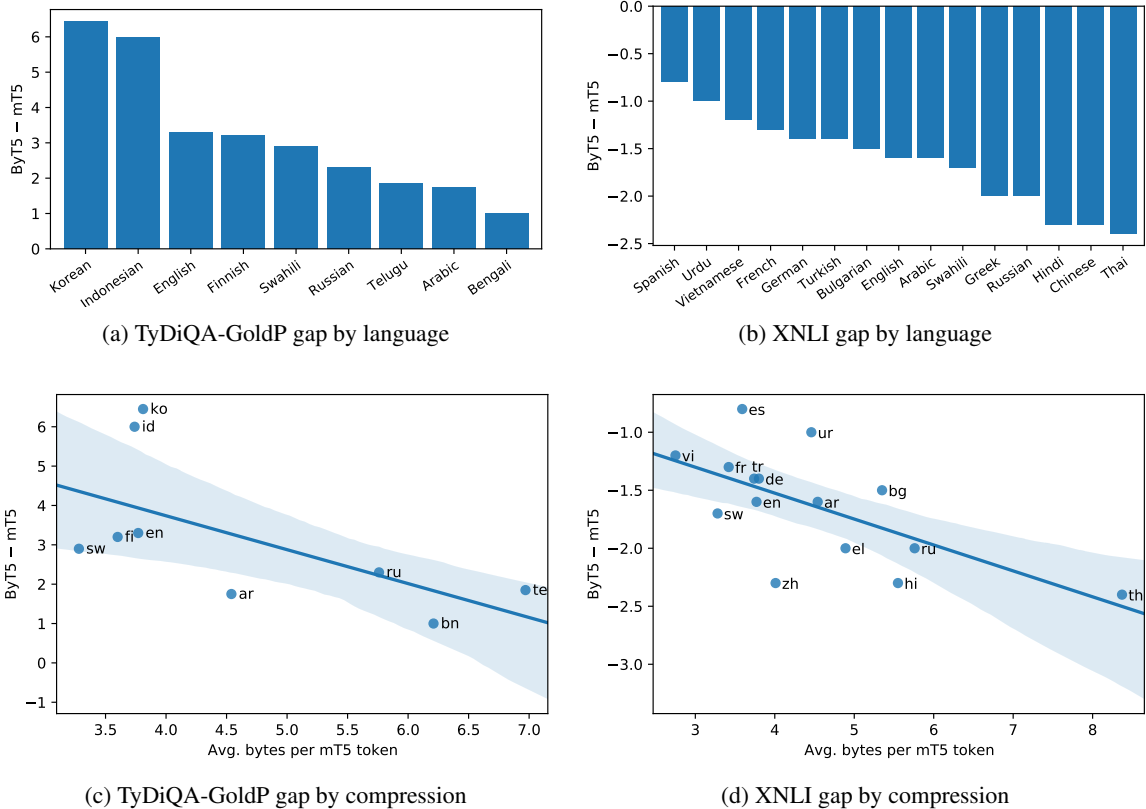 ByT5 − mT5
6
5
4
3
2
1
0
Korean
Indonesian
English
Finnish
Swahili
Russian
Telugu
Arabic
Bengali
(a) TyDiQA-GoldP gap by language
ByT5 − mT5
0.0
−0.5
−1.0
−1.5
−2.0
−2.5
Spanish
Urdu
Vietnamese
French
German
Turkish
Bulgarian
English
Arabic
Swahili
Greek
Russian
Hindi
Chinese
Thai
(b) XNLI gap by language
ByT5 − mT5
6
5
4
3
2
1
0
−1
ko
id
fi
en
sw
ar
ru
te
bn
3.5 4.0 4.5 5.0 5.5 6.0 6.5 7.0
Avg. bytes per mT5 token
(c) TyDiQA-GoldP gap by compression
ByT5 − mT5
−1.0
−1.5
−2.0
−2.5
−3.0
es
ur
vi
fr
tr
de
bg
en
ar
sw
el
ru
zh
hi
th
3 4 5 6 7 8
Avg. bytes per mT5 token
(d) XNLI gap by compression